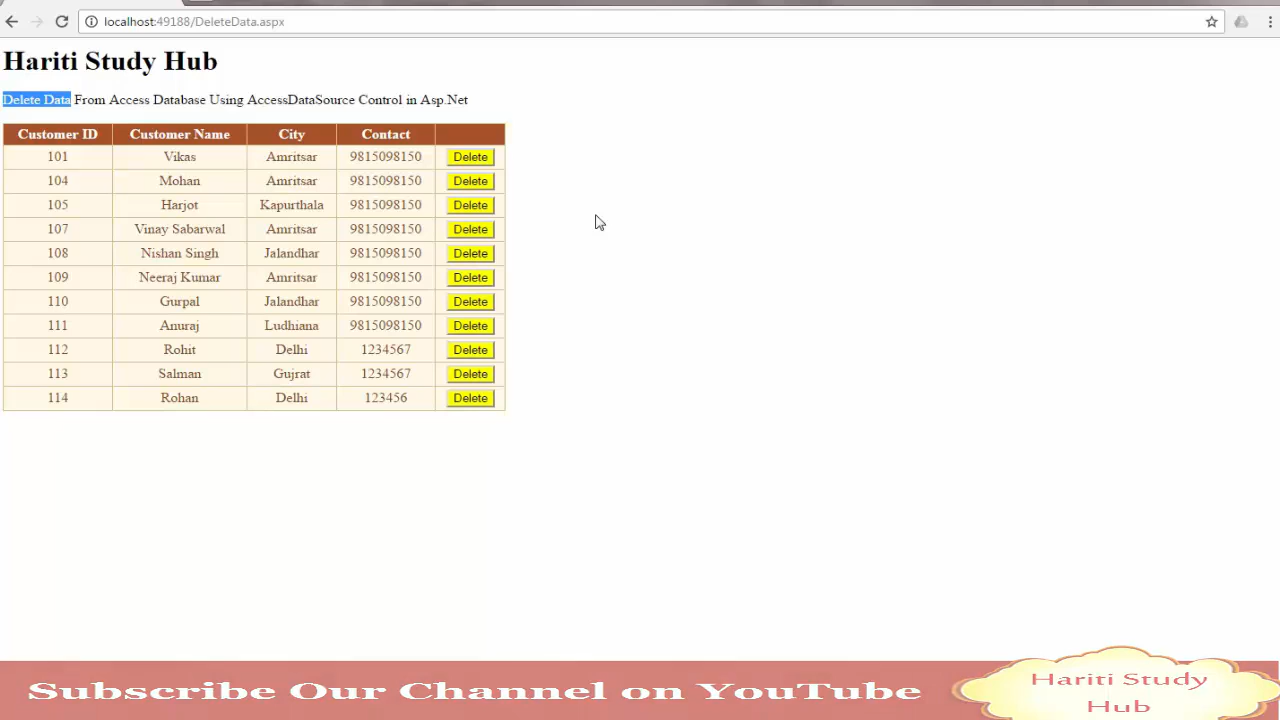 localhost:49188/DeleteData.aspx
Hariti Study Hub
Delete Data From Access Database Using AccessDataSource Control in Asp.Net
Customer ID Customer Name City Contact
101 Vikas Amritsar 9815098150 Delete
104 Mohan Amritsar 9815098150 Delete
105 Harjot Kapurthala 9815098150 Delete
107 Vinay Sabarwal Amritsar 9815098150 Delete
108 Nishan Singh Jalandhar 9815098150 Delete
109 Neeraj Kumar Amritsar 9815098150 Delete
110 Gurpal Jalandhar 9815098150 Delete
111 Anuraj Ludhiana 9815098150 Delete
112 Rohit Delhi 1234567 Delete
113 Salman Gujrat 1234567 Delete
114 Rohan Delhi 123456 Delete
Subscribe Our Channel on YouTube
Hariti Study
Hub